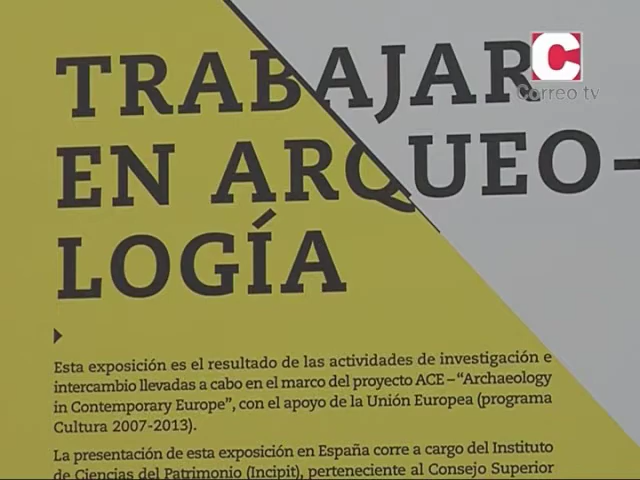 TRABAJAR
C
Correo tv
EN ARQUEO–
LOGÍA
Esta exposición es el resultado de las actividades de investigación e
intercambio llevadas a cabo en el marco del proyecto ACE – “Archaeology
in Contemporary Europe”, con el apoyo de la Unión Europea (programa
Cultura 2007-2013).
La presentación de esta exposición en España corre a cargo del Instituto
de Ciencias del Patrimonio (Incipit), perteneciente al Consejo Superior